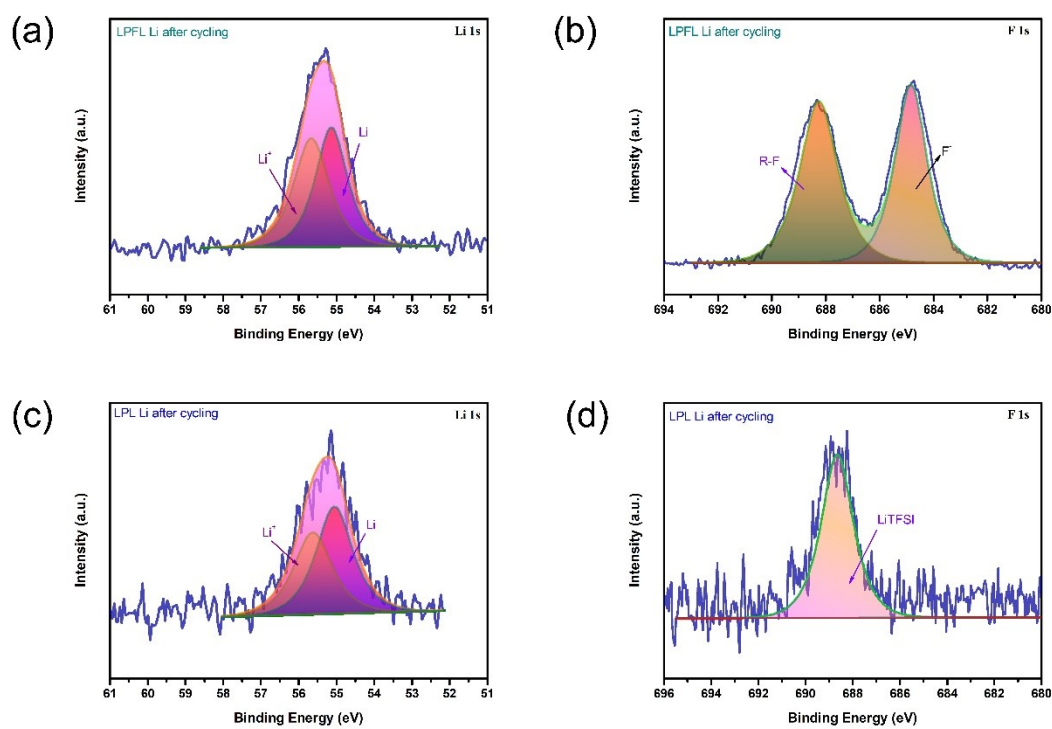 (a)
LPFL Li after cycling
Li 1s
Intensity (a.u.)
Li⁺
Li
61 60 59 58 57 56 55 54 53 52 51
Binding Energy (eV)
(b)
LPFL Li after cycling
F 1s
Intensity (a.u.)
R-F
F⁻
694 692 690 688 686 684 682 680
Binding Energy (eV)
(c)
LPL Li after cycling
Li 1s
Intensity (a.u.)
Li⁺
Li
61 60 59 58 57 56 55 54 53 52 51
Binding Energy (eV)
(d)
LPL Li after cycling
F 1s
Intensity (a.u.)
LiTFSI
696 694 692 690 688 686 684 682 680
Binding Energy (eV)